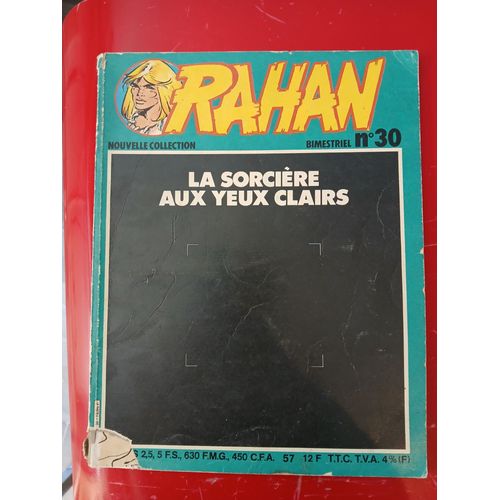 RAHAN
NOUVELLE COLLECTION BIMESTRIEL n°30
LA SORCIÈRE
AUX YEUX CLAIRS
S 2,5, 5 F.S., 630 F.M.G., 450 C.F.A. 57 12 F T.T.C. T.V.A. 4% (F)